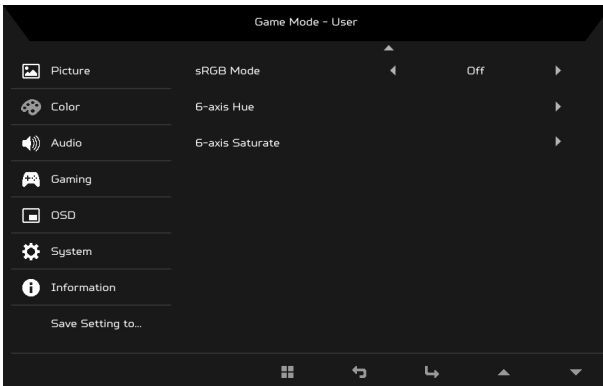 Game Mode - User
Picture
sRGB Mode
Off
Color
6-axis Hue
Audio
6-axis Saturate
Gaming
OSD
System
Information
Save Setting to...